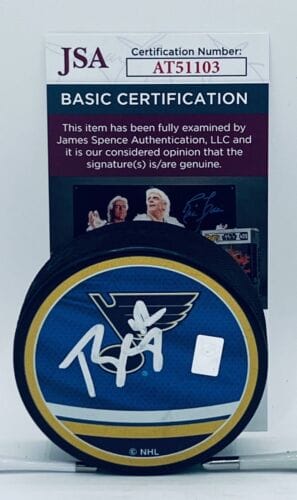 JSA
Certification Number:
AT51103
BASIC CERTIFICATION
This item has been fully examined by
James Spence Authentication, LLC and
it is our considered opinion that the
signature(s) is/are genuine.
© NHL